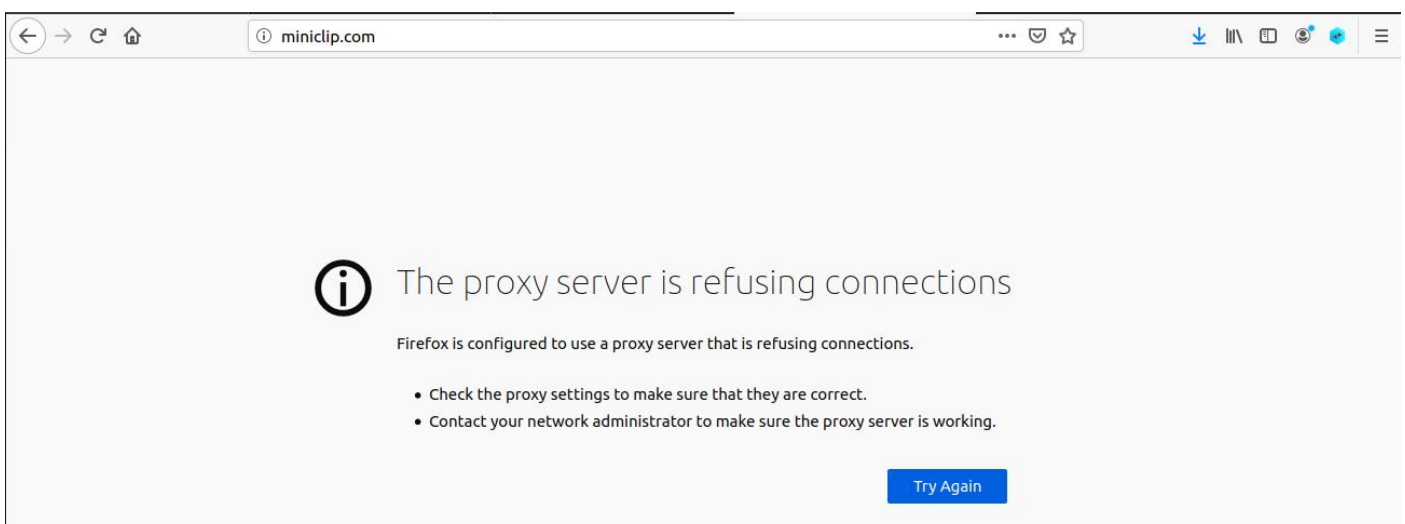 miniclip.com
The proxy server is refusing connections
Firefox is configured to use a proxy server that is refusing connections.
• Check the proxy settings to make sure that they are correct.
• Contact your network administrator to make sure the proxy server is working.
Try Again